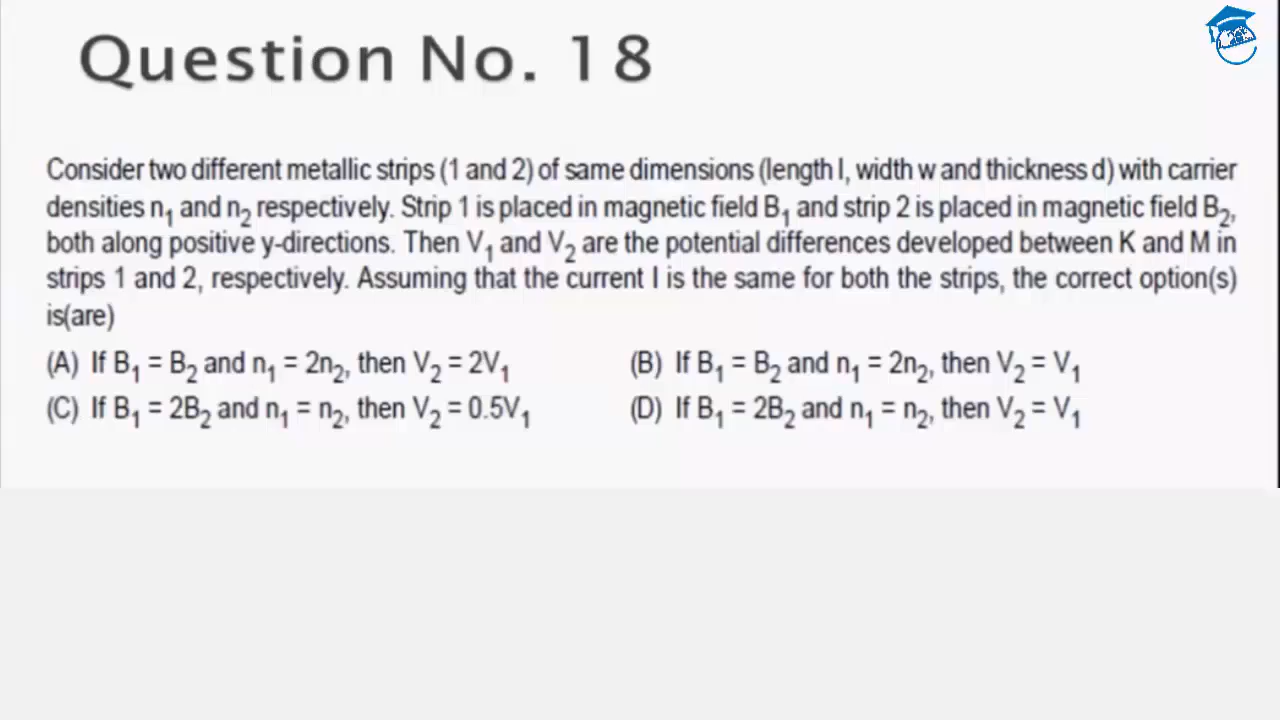 Question No. 18
Consider two different metallic strips (1 and 2) of same dimensions (length l, width w and thickness d) with carrier
densities n₁ and n₂ respectively. Strip 1 is placed in magnetic field B₁ and strip 2 is placed in magnetic field B₂,
both along positive y-directions. Then V₁ and V₂ are the potential differences developed between K and M in
strips 1 and 2, respectively. Assuming that the current I is the same for both the strips, the correct option(s)
is(are)
(A) If B₁ = B₂ and n₁ = 2n₂, then V₂ = 2V₁ (B) If B₁ = B₂ and n₁ = 2n₂, then V₂ = V₁
(C) If B₁ = 2B₂ and n₁ = n₂, then V₂ = 0.5V₁ (D) If B₁ = 2B₂ and n₁ = n₂, then V₂ = V₁